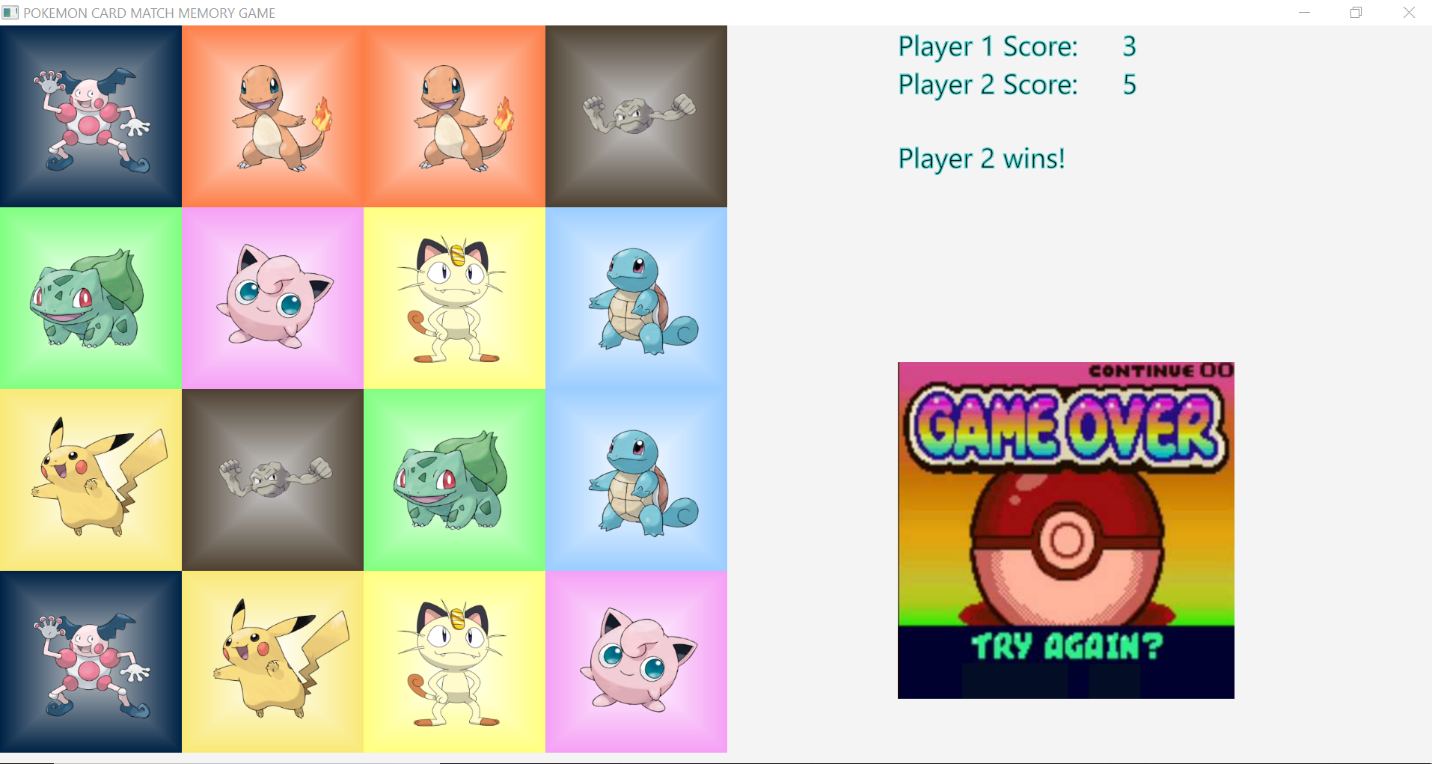 POKEMON CARD MATCH MEMORY GAME
Player 1 Score: 3
Player 2 Score: 5
Player 2 wins!
CONTINUE 00
GAME OVER
TRY AGAIN?